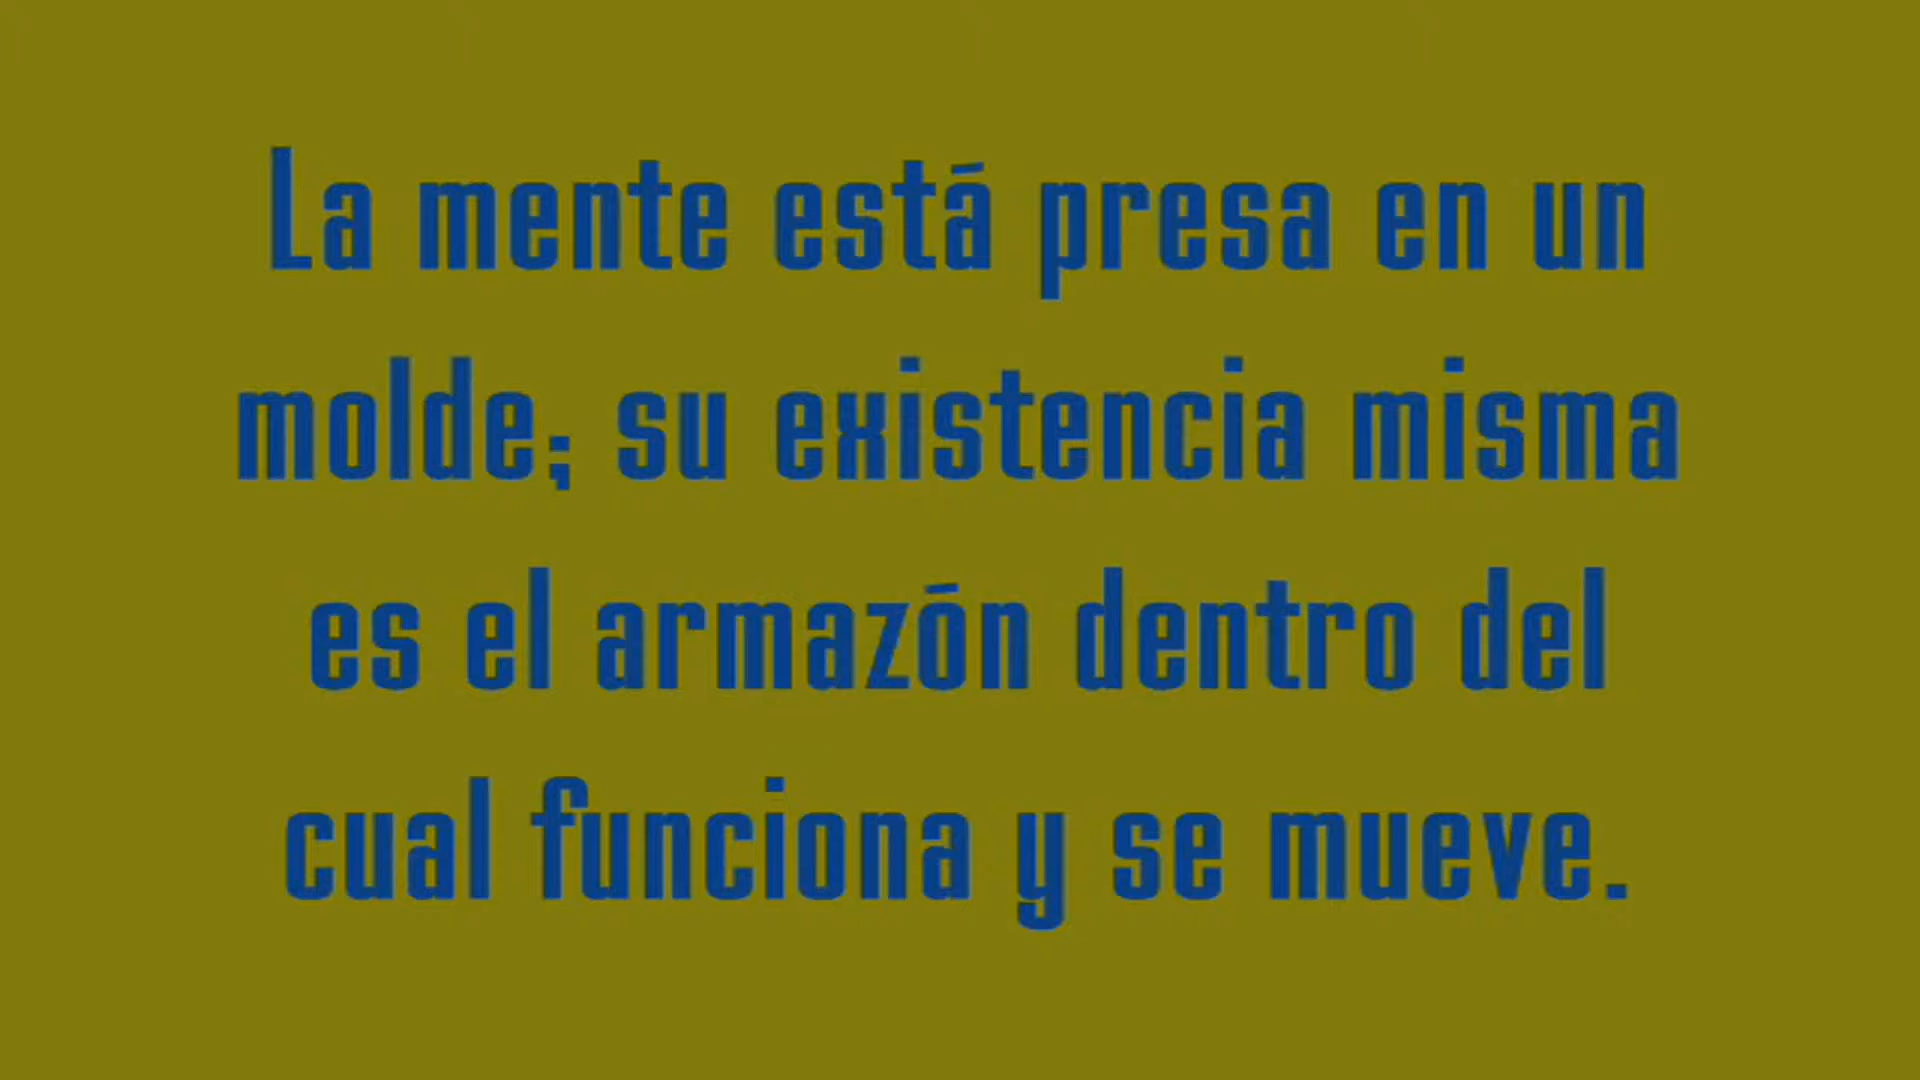 La mente está presa en un
molde; su existencia misma
es el armazón dentro del
cual funciona y se mueve.